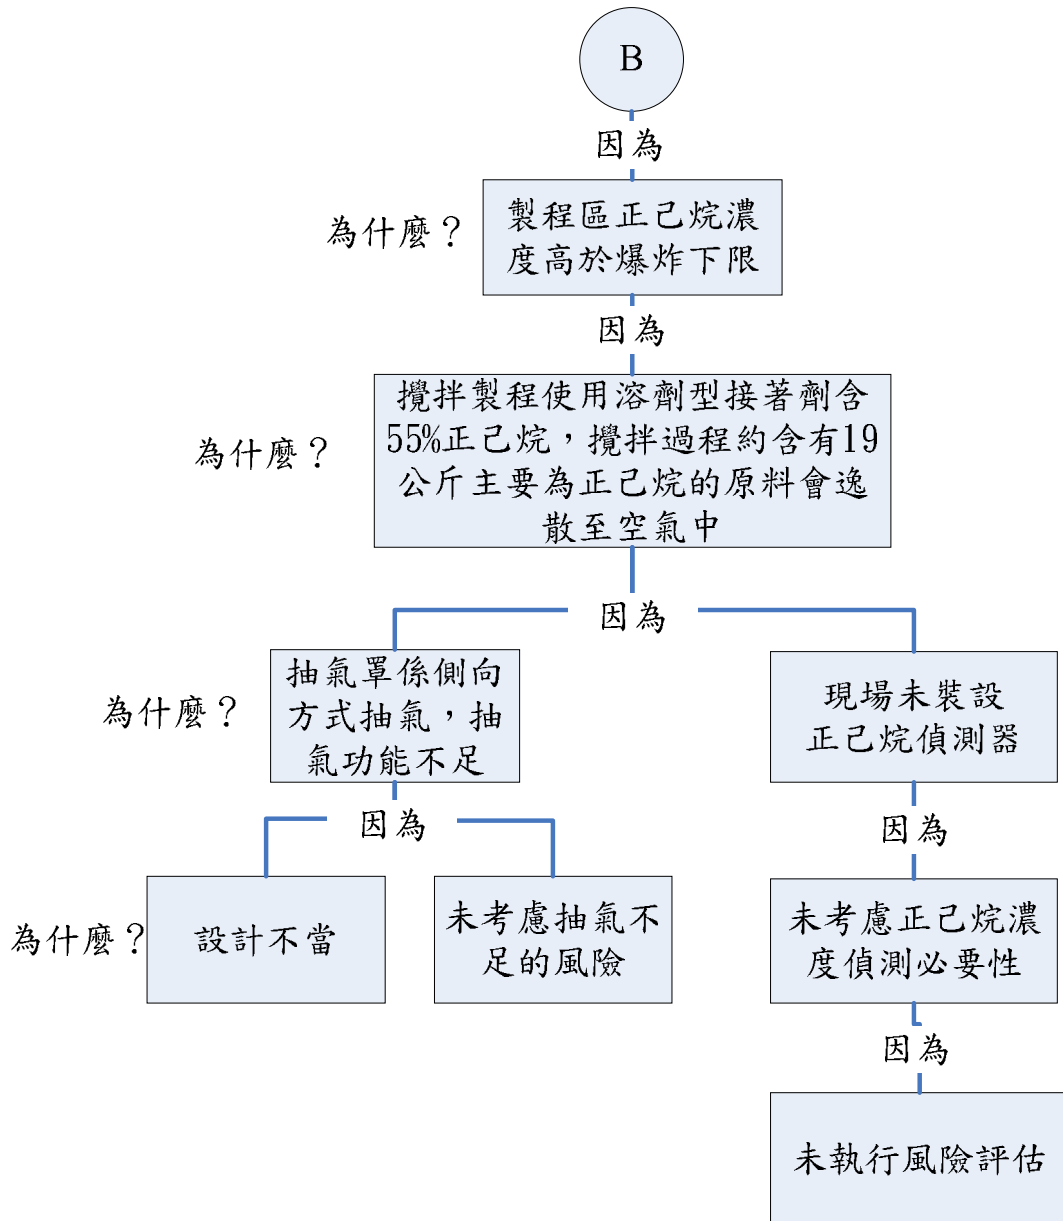 B
因為
為什麼？
製程區正己烷濃
度高於爆炸下限
因為
為什麼？
攪拌製程使用溶劑型接著劑含
55%正己烷，攪拌過程約含有19
公斤主要為正己烷的原料會逸
散至空氣中
因為
為什麼？
抽氣罩係側向
方式抽氣，抽
氣功能不足
現場未裝設
正己烷偵測器
因為
因為
為什麼？
設計不當
未考慮抽氣不
足的風險
未考慮正己烷濃
度偵測必要性
因為
未執行風險評估